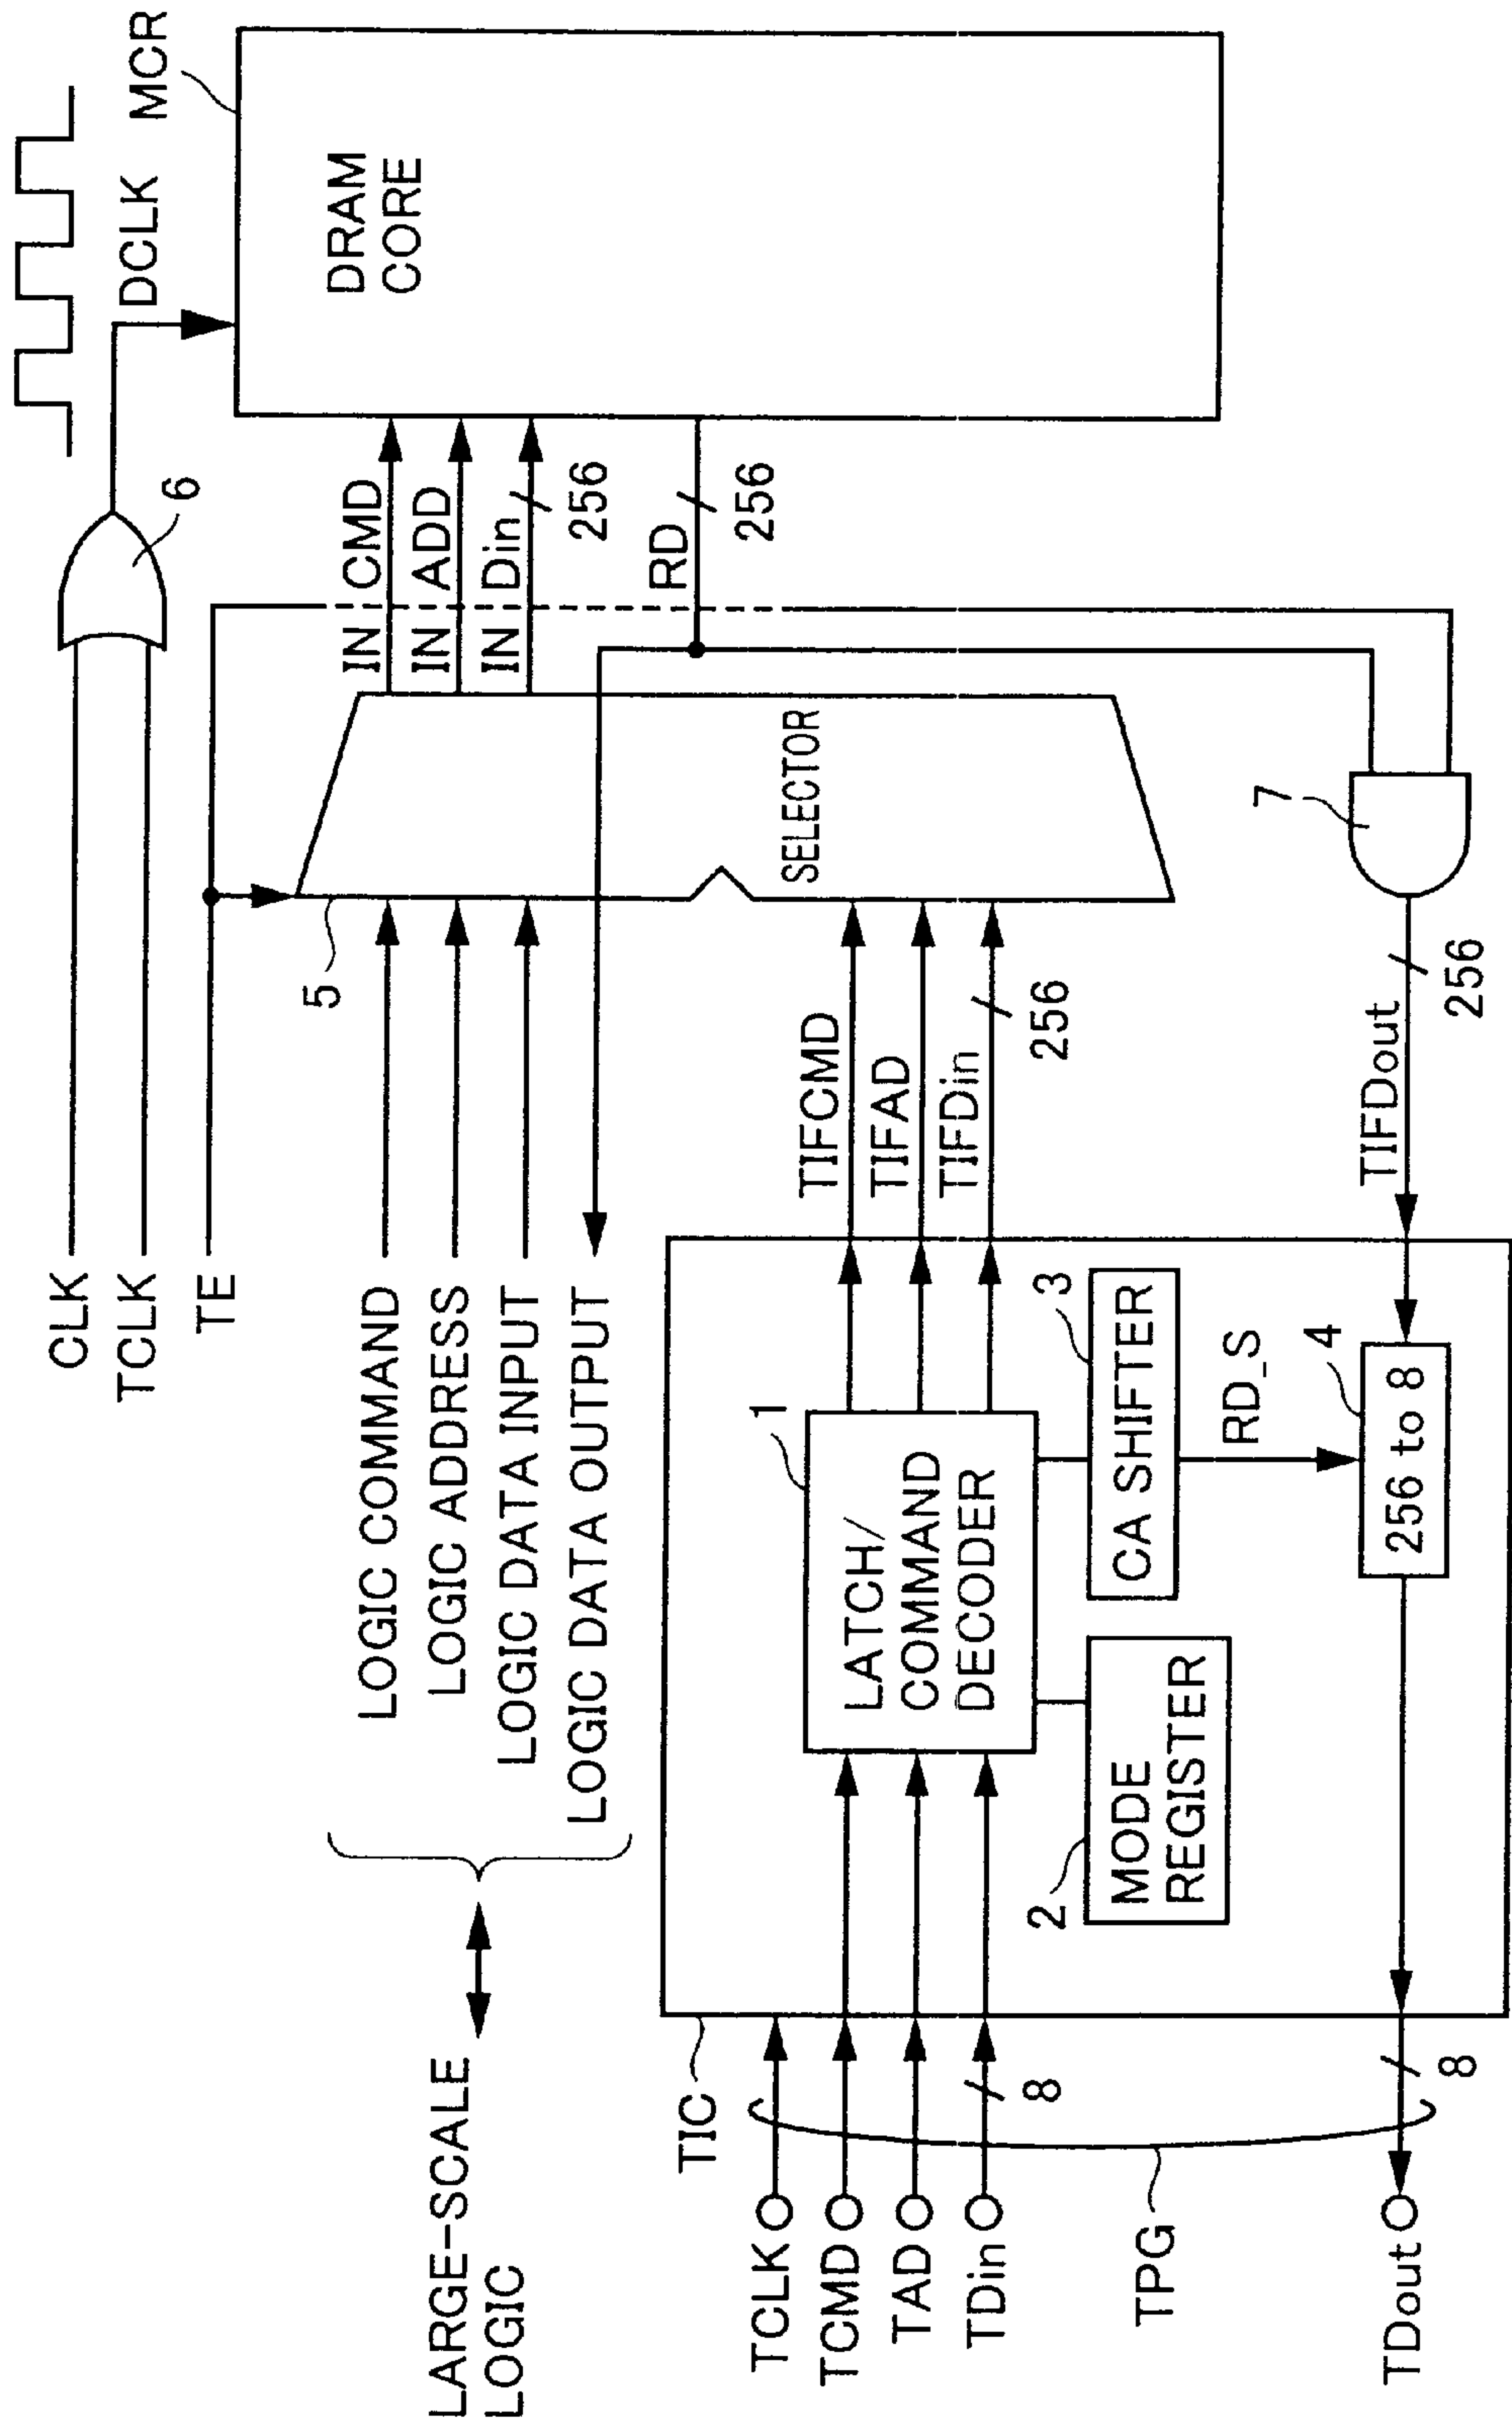 CLK
TCLK
TE
6
DCLK
MCR
DRAM
CORE
LOGIC COMMAND
LOGIC ADDRESS
LOGIC DATA INPUT
LOGIC DATA OUTPUT
LARGE-SCALE
LOGIC
5
SELECTOR
IN CMD
IN ADD
IN Din
256
RD
256
TIC
TCLK
TCMD
TAD
TDin
8
TPG
TDout
8
1
LATCH/
COMMAND
DECODER
2
MODE
REGISTER
3
CA SHIFTER
RD_S
4
256 to 8
TIFCMD
TIFAD
TIFDin
256
TIFDout
256
7